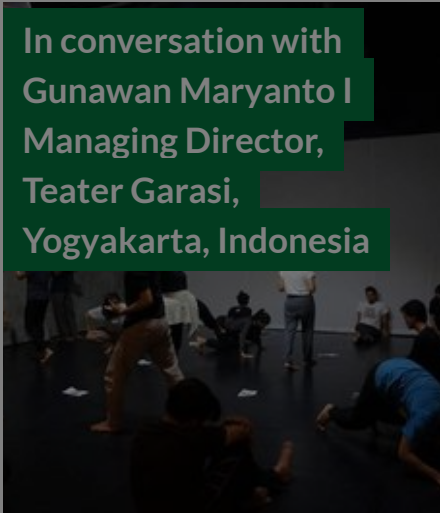 In conversation with
Gunawan Maryanto I
Managing Director,
Teater Garasi,
Yogyakarta, Indonesia